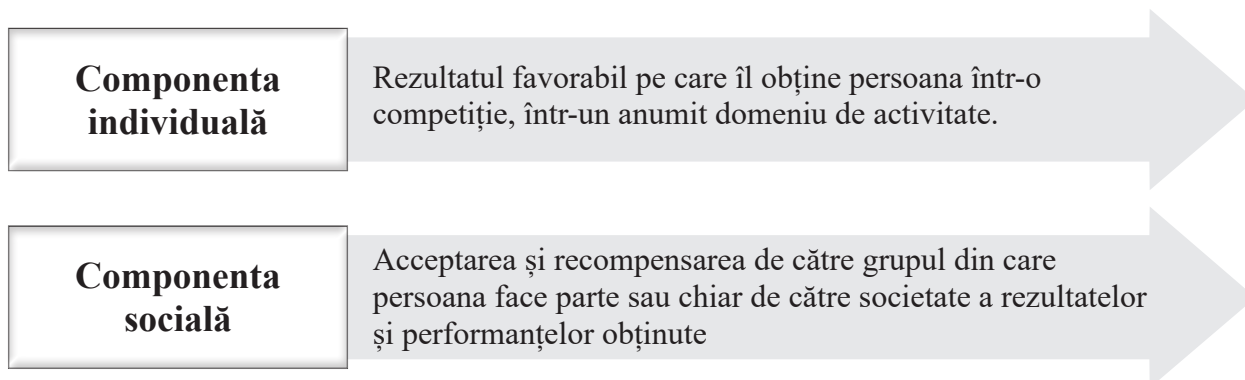 Componenta
individuală
Rezultatul favorabil pe care îl obține persoana într-o
competiție, într-un anumit domeniu de activitate.
Componenta
socială
Acceptarea și recompensarea de către grupul din care
persoana face parte sau chiar de către societate a rezultatelor
și performanțelor obținute